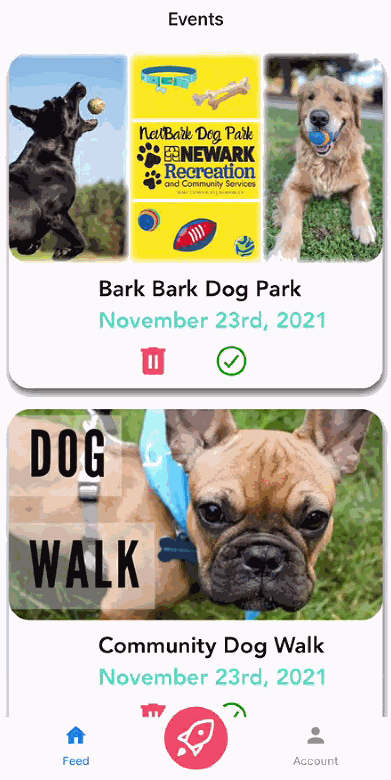 Events
NewBark Dog Park
NEWARK
Recreation
and Community Services
Bark Bark Dog Park
November 23rd, 2021
DOG
WALK
Community Dog Walk
November 23rd, 2021
Feed
Account